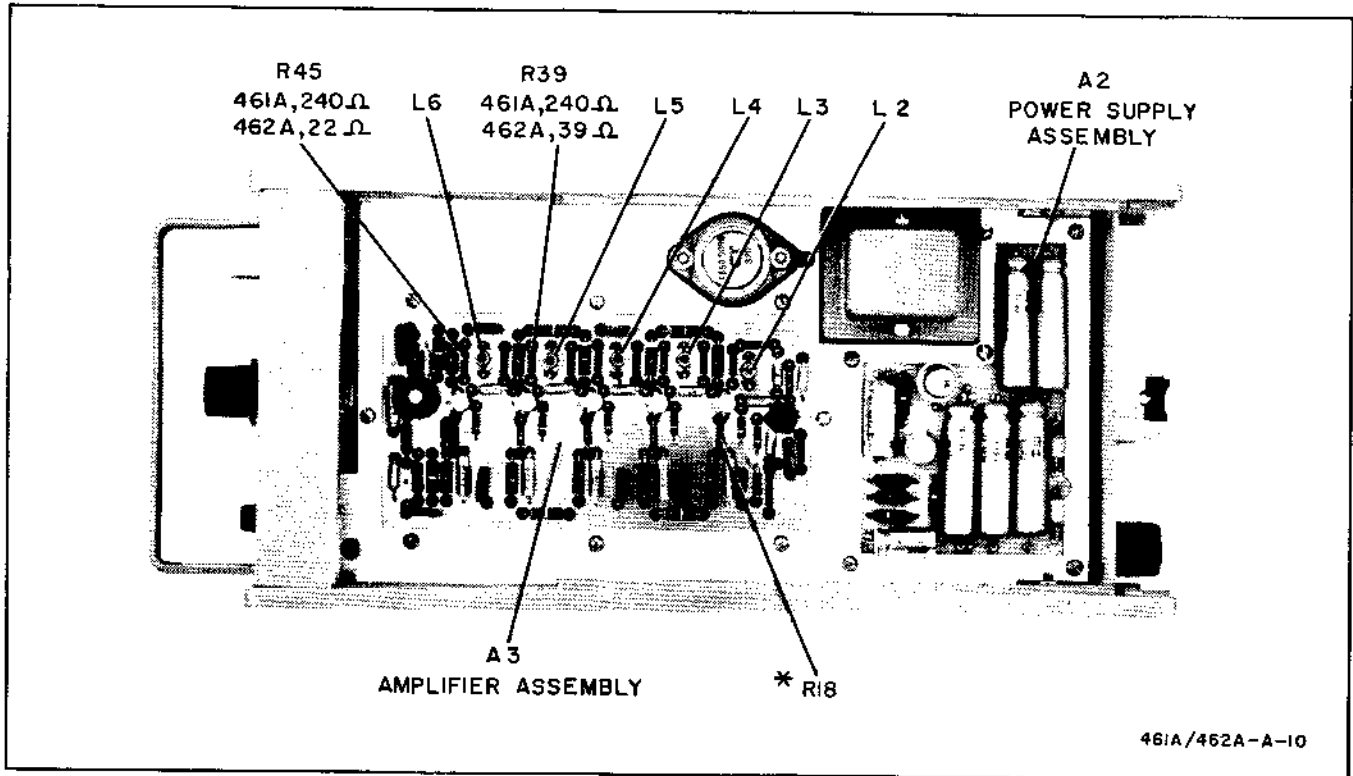 R45
461A,240Ω
462A,22Ω
L6
R39
461A,240Ω
462A,39Ω
L5
L4
L3
L2
A2
POWER SUPPLY
ASSEMBLY
A3
AMPLIFIER ASSEMBLY
* R18
461A/462A-A-10